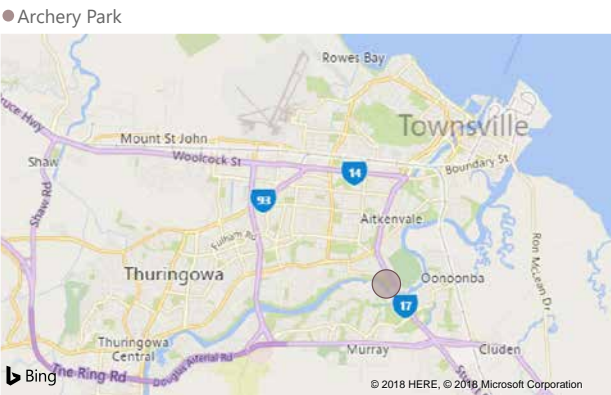 Archery Park
Rowes Bay
Townsville
Bruce Hwy
Mount St John
Woolcock St
Boundary St
Shaw
14
Shaw Rd
93
Aitkenvale
Fulham Rd
Ron McLean Dr
Thuringowa
Oonoonba
17
Thuringowa
Central
Murray
Cluden
Douglas Arterial Rd
The Ring Rd
Bing
© 2018 HERE, © 2018 Microsoft Corporation